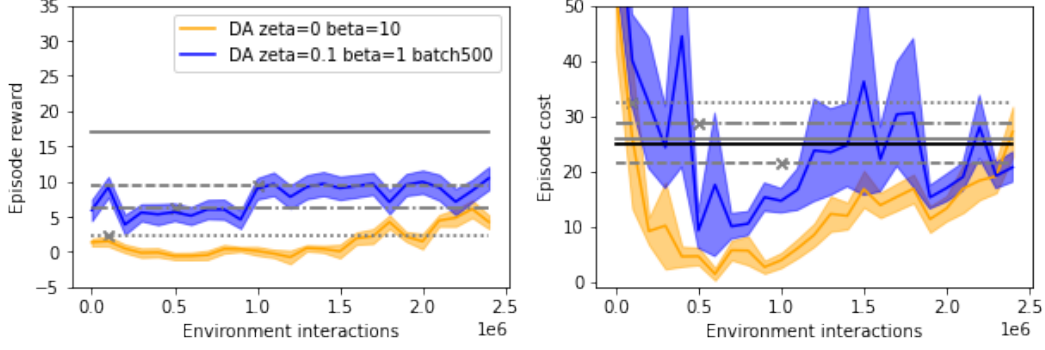 35
30
25
20
15
10
5
0
−5
Episode reward
DA zeta=0 beta=10
DA zeta=0.1 beta=1 batch500
0.0 0.5 1.0 1.5 2.0 2.5
Environment interactions
1e6
50
40
30
20
10
0
Episode cost
0.0 0.5 1.0 1.5 2.0 2.5
Environment interactions
1e6